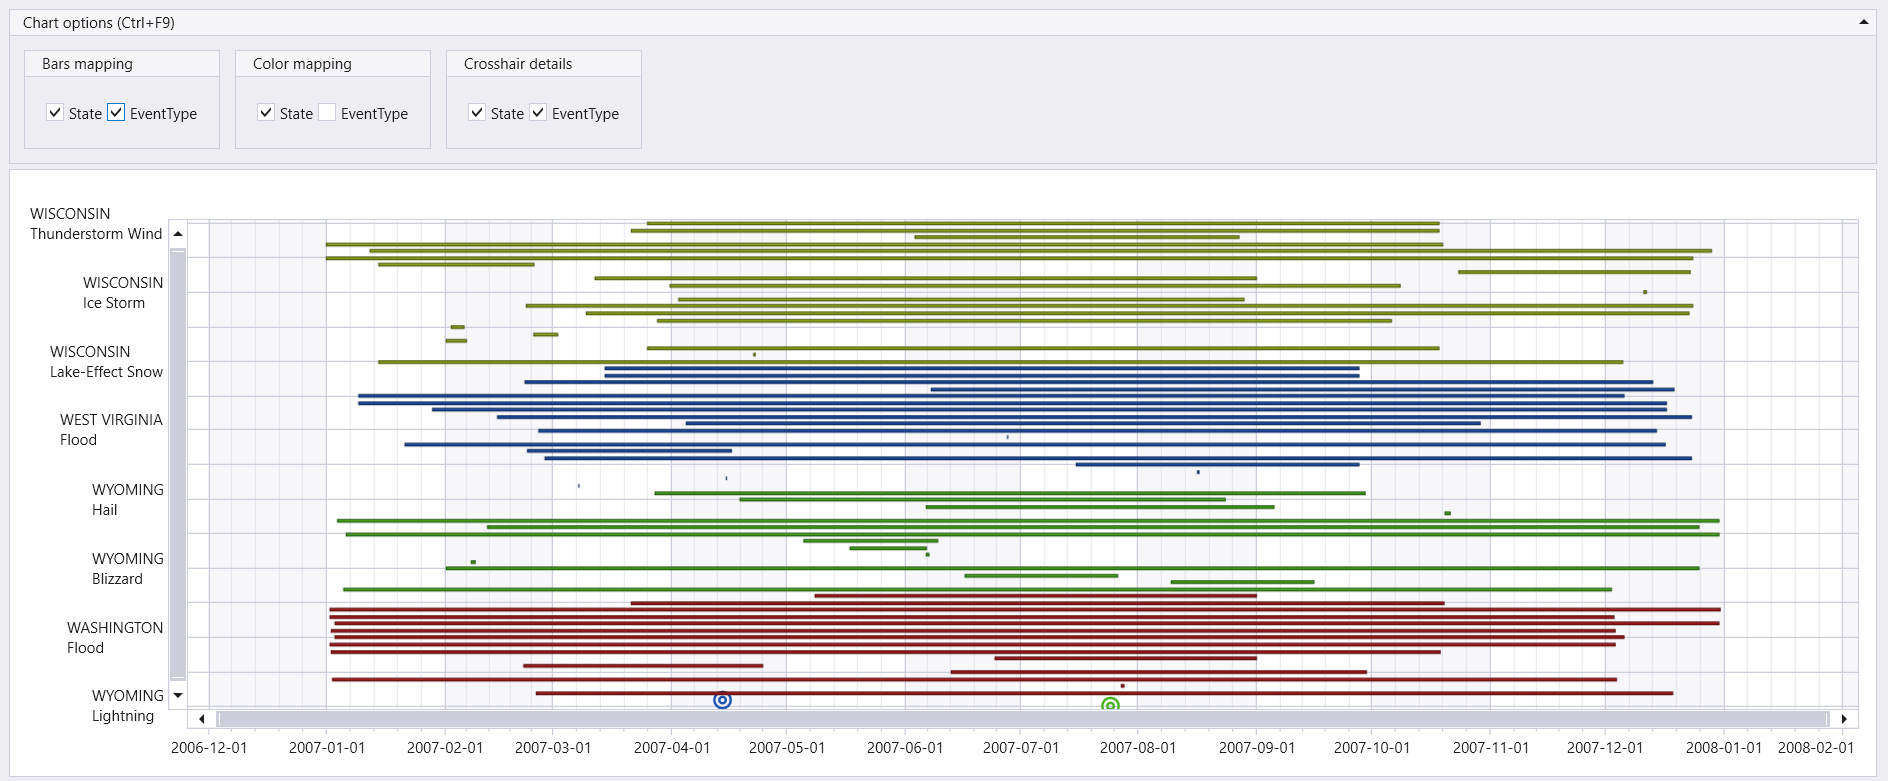 Chart options (Ctrl+F9)
Bars mapping
Color mapping
Crosshair details
State EventType
State EventType
State EventType
WISCONSIN
Thunderstorm Wind
WISCONSIN
Ice Storm
WISCONSIN
Lake-Effect Snow
WEST VIRGINIA
Flood
WYOMING
Hail
WYOMING
Blizzard
WASHINGTON
Flood
WYOMING
Lightning
2006-12-01 2007-01-01 2007-02-01 2007-03-01 2007-04-01 2007-05-01 2007-06-01 2007-07-01 2007-08-01 2007-09-01 2007-10-01 2007-11-01 2007-12-01 2008-01-01 2008-02-01